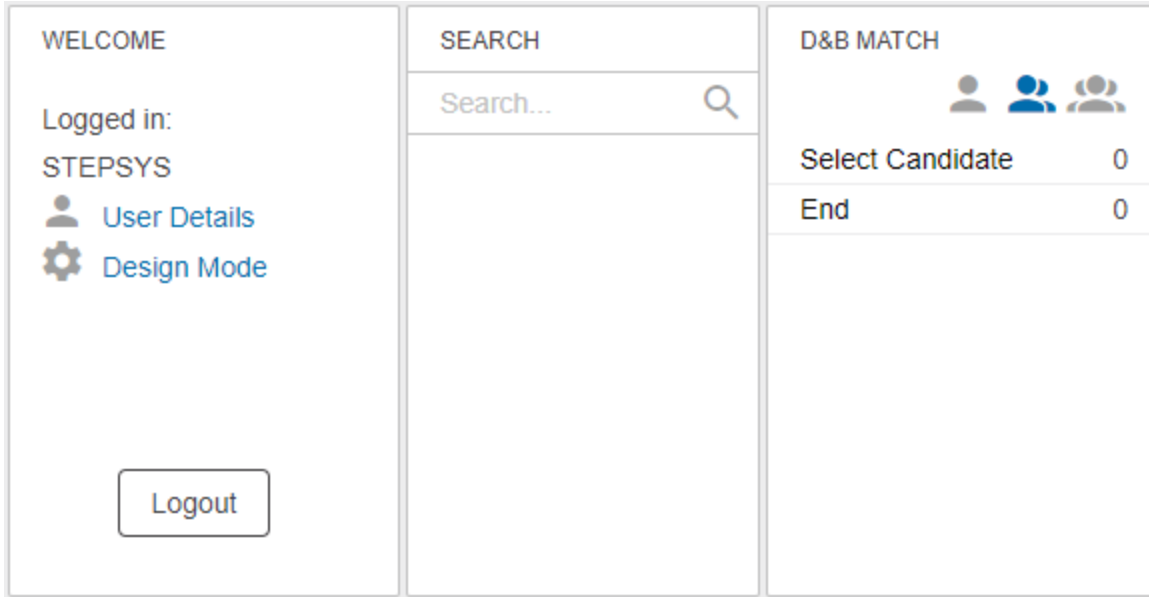 WELCOME
Logged in:
STEPSYS
User Details
Design Mode
Logout
SEARCH
Search...
D&B MATCH
Select Candidate 0
End 0